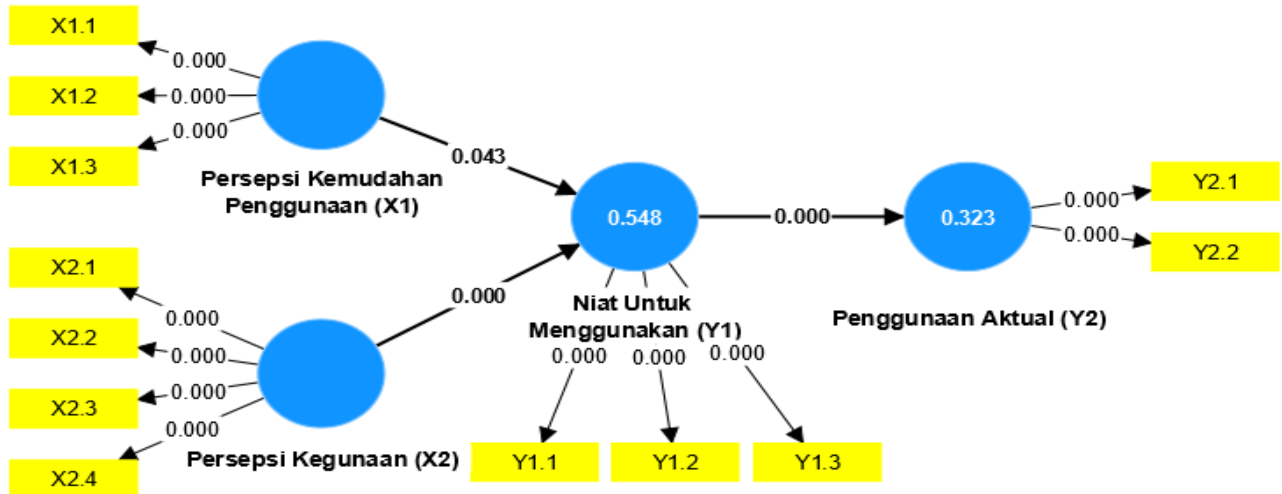 X1.1
0.000
X1.2
0.000
X1.3
0.000
Persepsi Kemudahan
Penggunaan (X1)
0.043
X2.1
0.000
X2.2
0.000
X2.3
0.000
X2.4
0.000
Persepsi Kegunaan (X2)
0.000
0.548
Niat Untuk
Menggunakan (Y1)
0.000
0.000
0.000
Y1.1
Y1.2
Y1.3
0.000
0.323
Penggunaan Aktual (Y2)
0.000
Y2.1
0.000
Y2.2